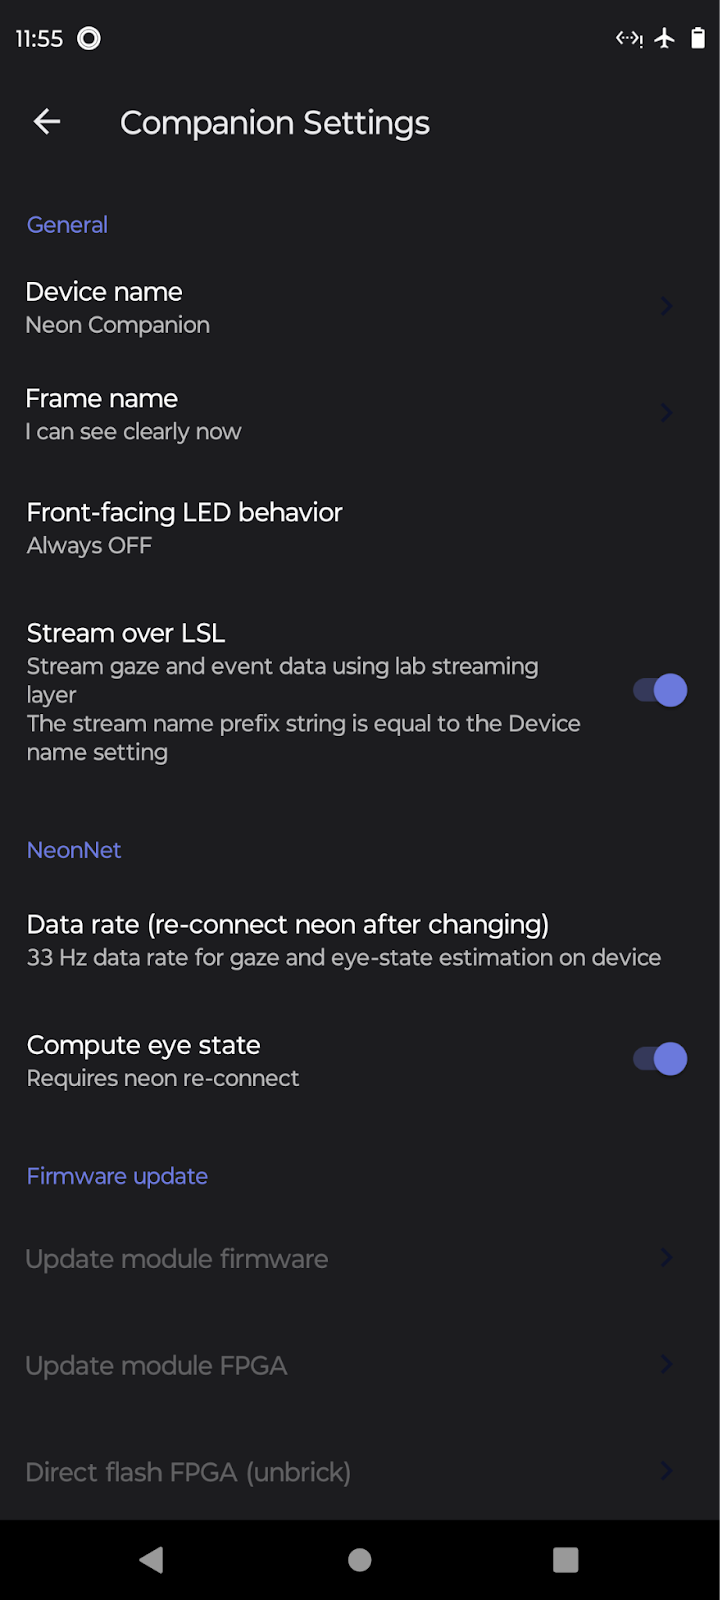 11:55
Companion Settings
General
Device name
Neon Companion
Frame name
I can see clearly now
Front-facing LED behavior
Always OFF
Stream over LSL
Stream gaze and event data using lab streaming
layer
The stream name prefix string is equal to the Device
name setting
NeonNet
Data rate (re-connect neon after changing)
33 Hz data rate for gaze and eye-state estimation on device
Compute eye state
Requires neon re-connect
Firmware update
Update module firmware
Update module FPGA
Direct flash FPGA (unbrick)